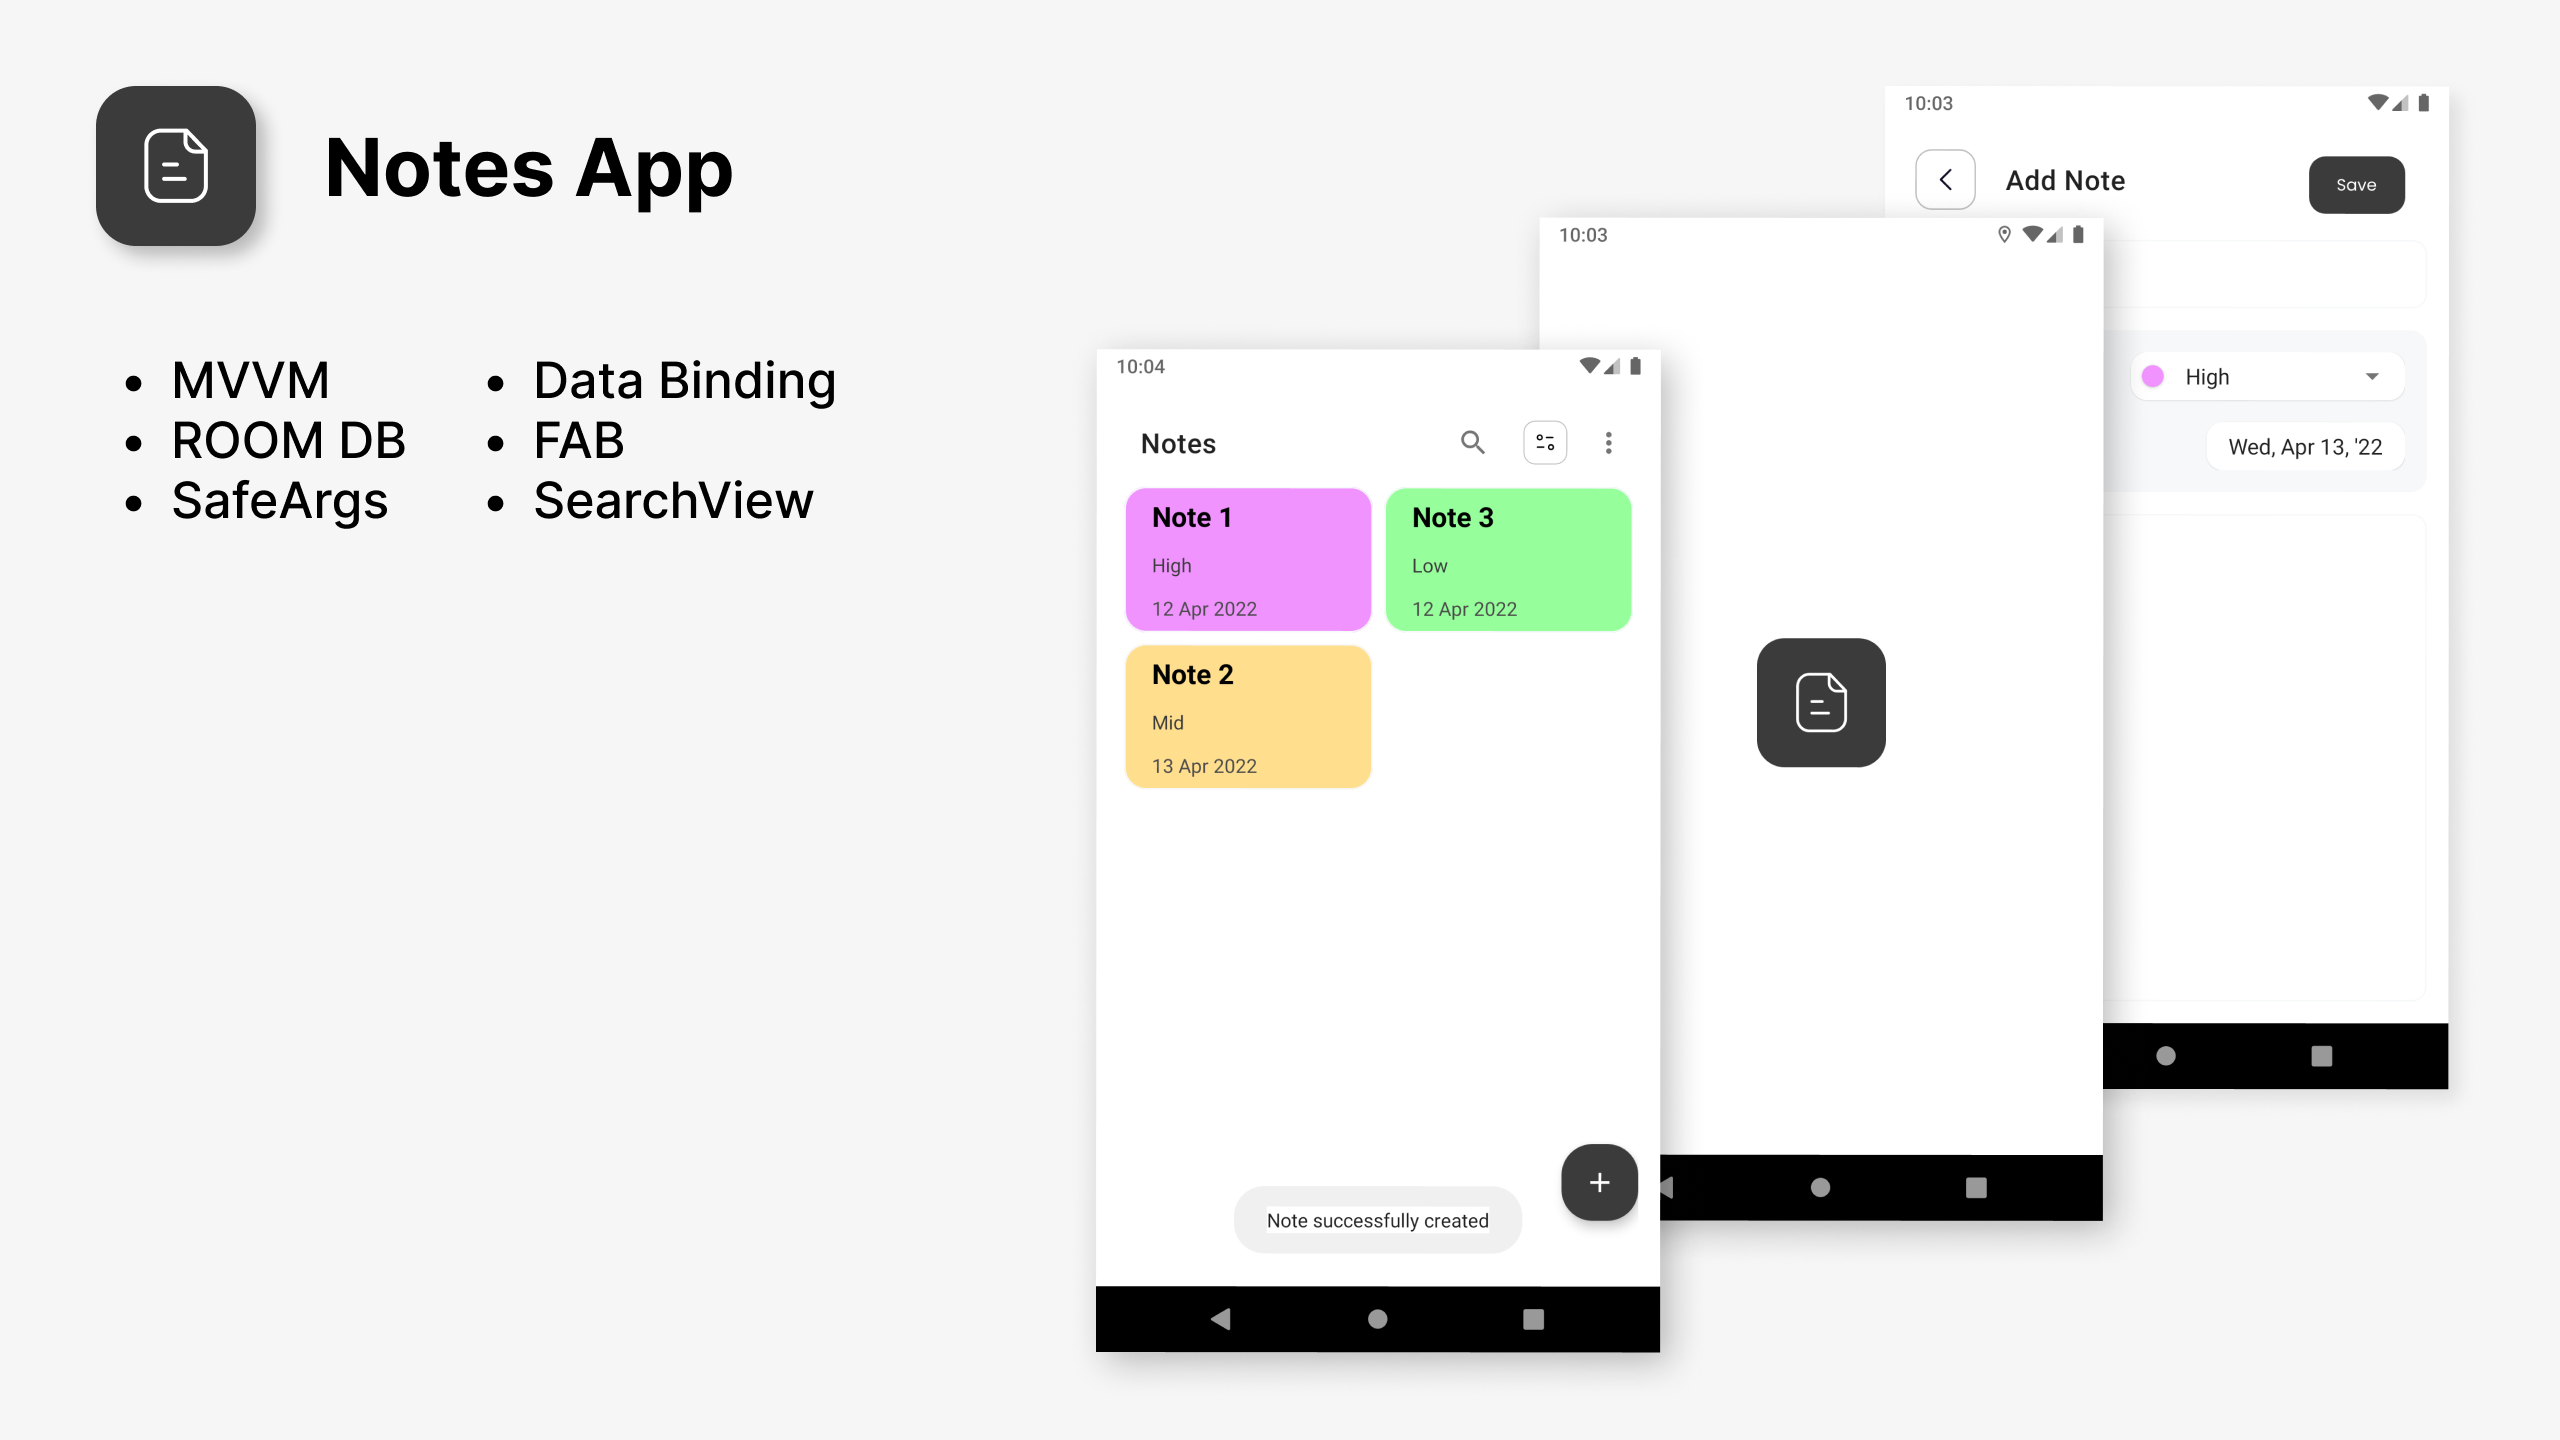 Notes App
• MVVM
• ROOM DB
• SafeArgs
• Data Binding
• FAB
• SearchView
10:04
Notes
Note 1
High
12 Apr 2022
Note 3
Low
12 Apr 2022
Note 2
Mid
13 Apr 2022
Note successfully created
+
10:03
10:03
Add Note
Save
High
Wed, Apr 13, '22